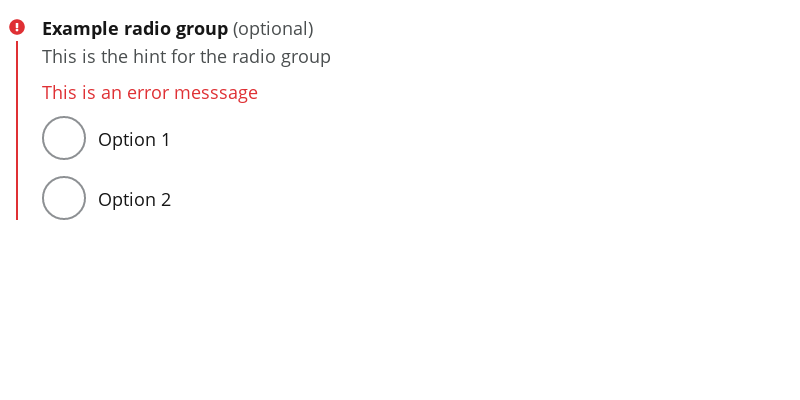 Example radio group (optional)
This is the hint for the radio group
This is an error messsage
Option 1
Option 2